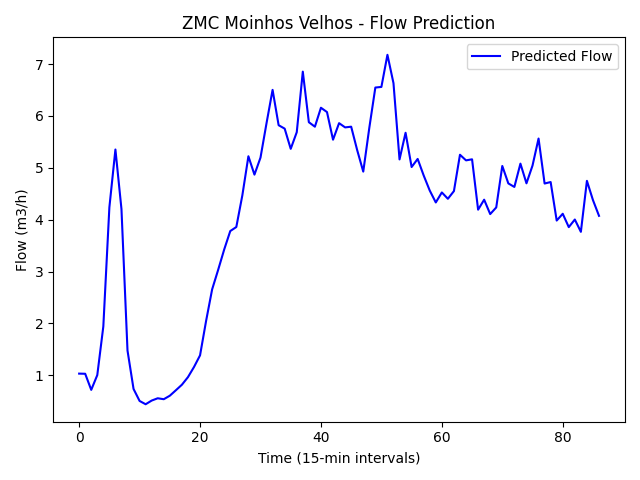 ZMC Moinhos Velhos - Flow Prediction
Predicted Flow
Flow (m3/h)
7
6
5
4
3
2
1
0 20 40 60 80
Time (15-min intervals)